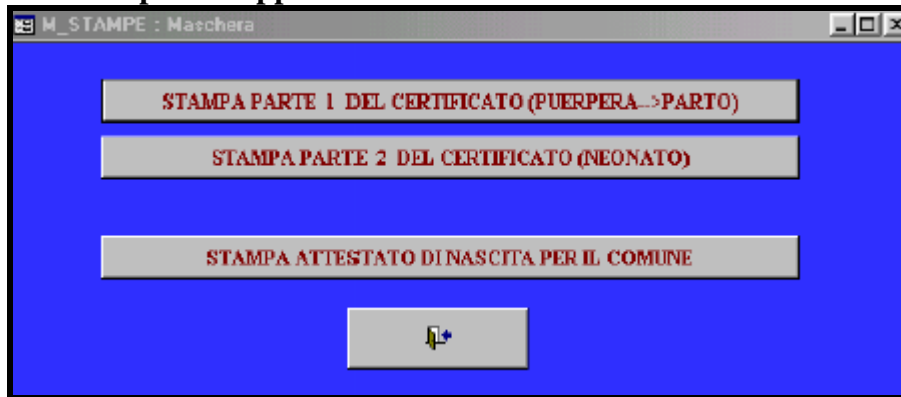 M_STAMPE : Maschera
STAMPA PARTE 1 DEL CERTIFICATO (PUERPERA-->PARTO)
STAMPA PARTE 2 DEL CERTIFICATO (NEONATO)
STAMPA ATTESTATO DI NASCITA PER IL COMUNE